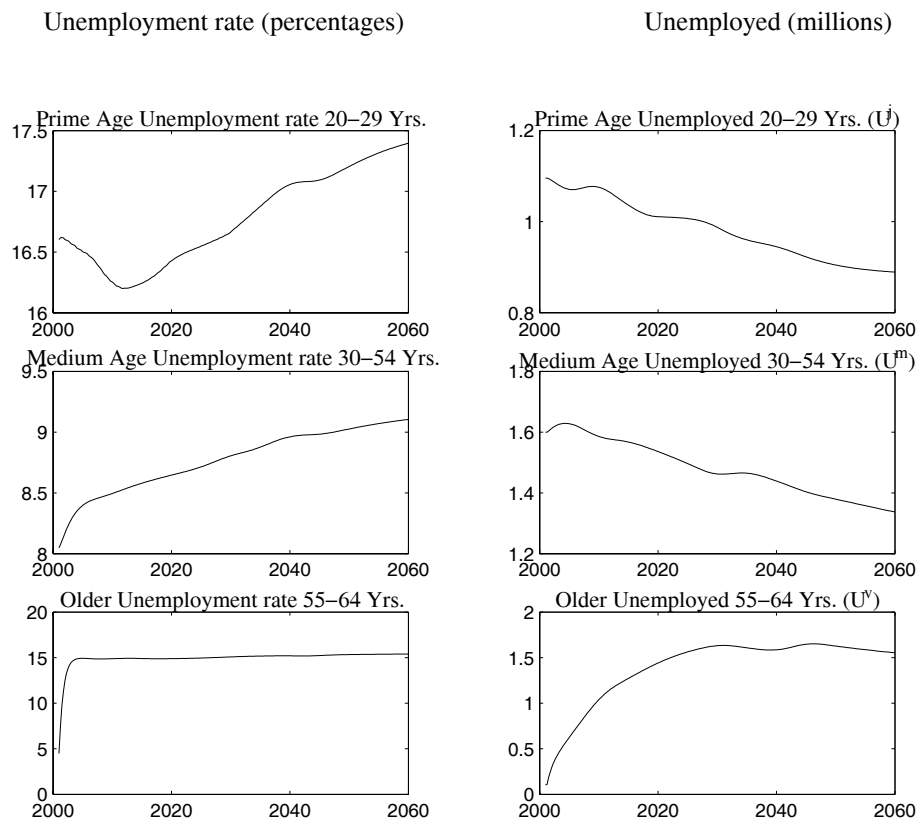 Unemployment rate (percentages)
Unemployed (millions)
Prime Age Unemployment rate 20−29 Yrs.
17.5
17
16.5
16
2000 2020 2040 2060
Prime Age Unemployed 20−29 Yrs. (U^j)
1.2
1
0.8
2000 2020 2040 2060
Medium Age Unemployment rate 30−54 Yrs.
9.5
9
8.5
8
2000 2020 2040 2060
Medium Age Unemployed 30−54 Yrs. (U^m)
1.8
1.6
1.4
1.2
2000 2020 2040 2060
Older Unemployment rate 55−64 Yrs.
20
15
10
5
0
2000 2020 2040 2060
Older Unemployed 55−64 Yrs. (U^v)
2
1.5
1
0.5
0
2000 2020 2040 2060